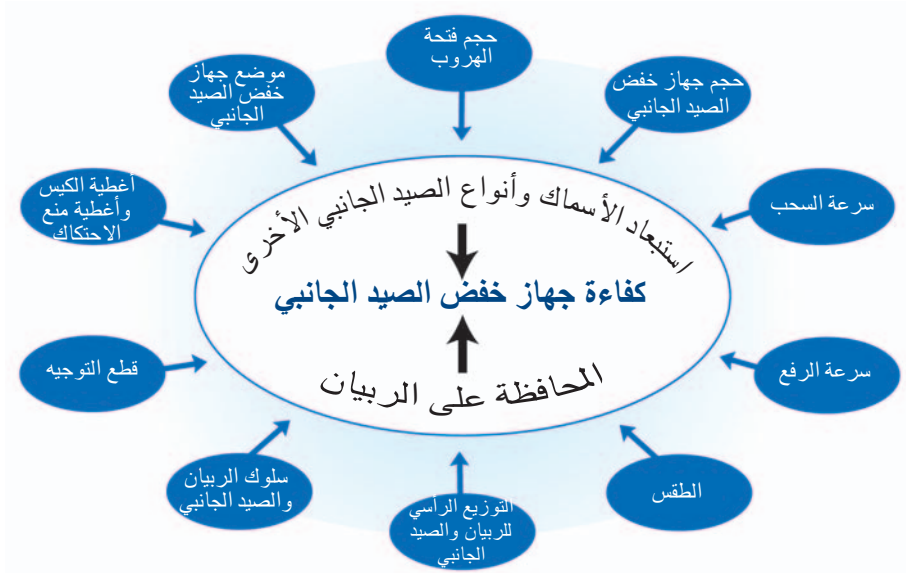 حجم فتحة
الهروب
حجم جهاز خفض
الصيد الجانبي
موضع جهاز
خفض الصيد
الجانبي
سرعة السحب
أغطية الكيس
وأغطية منع
الاحتكاك
استبعاد الأسماك وأنواع الصيد الجانبي الأخرى
كفاءة جهاز خفض الصيد الجانبي
المحافظة على الربيان
سرعة الرفع
قطع التوجيه
الطقس
التوزيع الرأسي
للربيان والصيد
الجانبي
سلوك الربيان
والصيد الجانبي